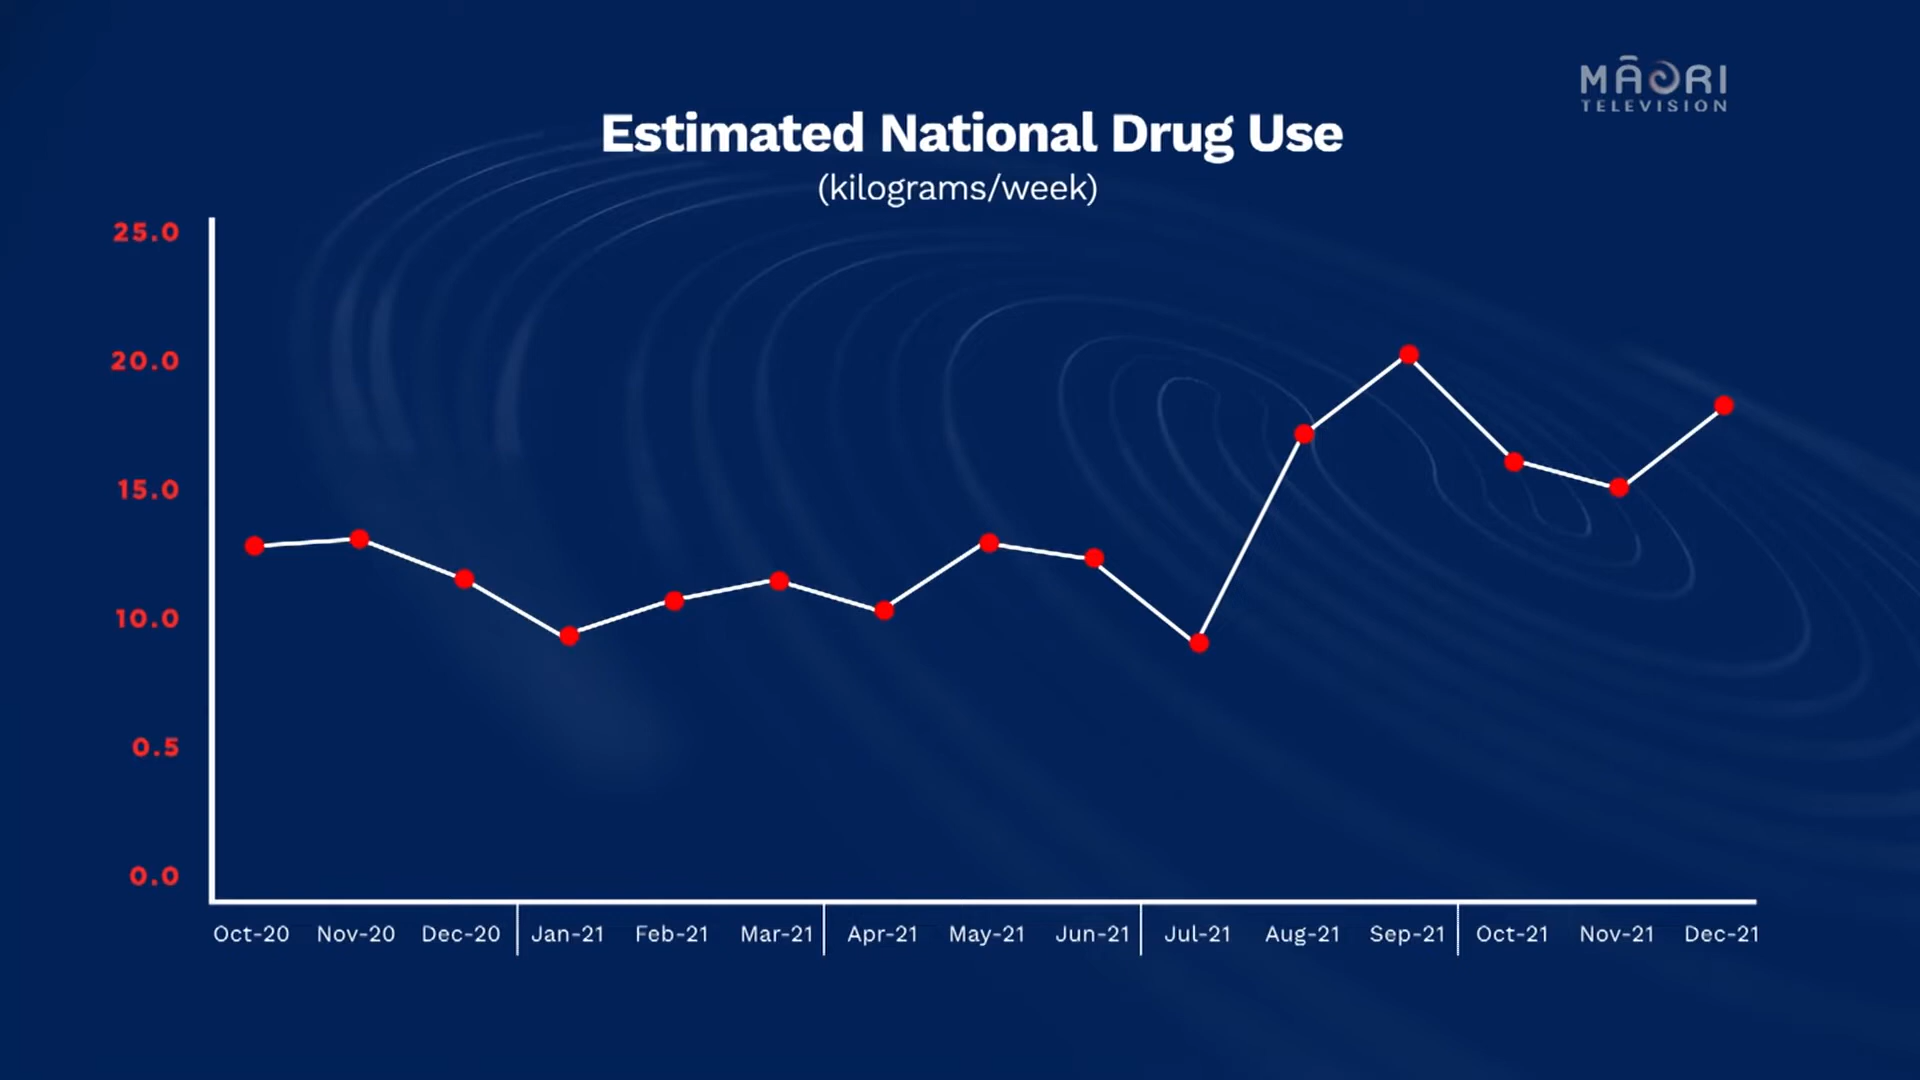 MĀORI
TELEVISION
Estimated National Drug Use
(kilograms/week)
25.0
20.0
15.0
10.0
0.5
0.0
Oct-20 Nov-20 Dec-20 Jan-21 Feb-21 Mar-21 Apr-21 May-21 Jun-21 Jul-21 Aug-21 Sep-21 Oct-21 Nov-21 Dec-21